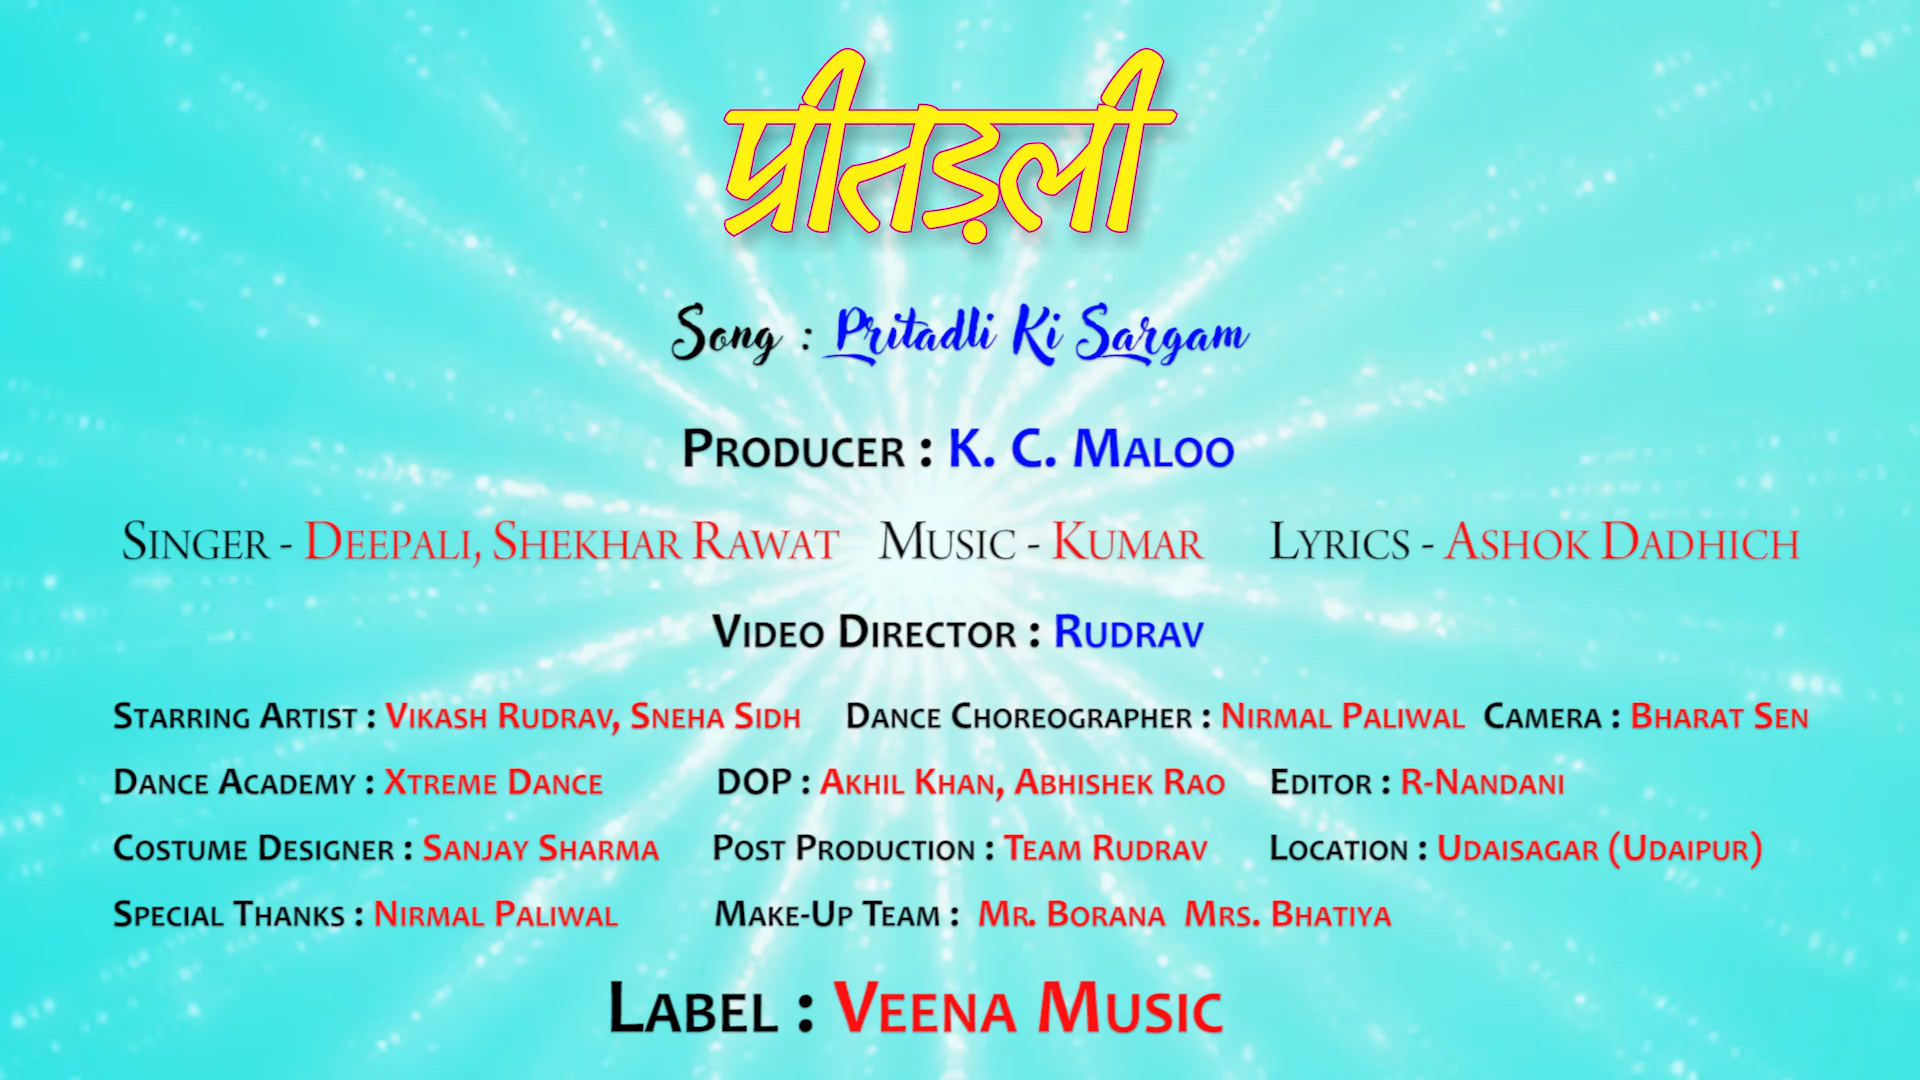 प्रीतड़ली
Song : Pritadli Ki Sargam
Producer : K. C. Maloo
Singer - Deepali, Shekhar Rawat Music - Kumar Lyrics - Ashok Dadhich
Video Director : Rudrav
Starring Artist : Vikash Rudrav, Sneha Sidh Dance Choreographer : Nirmal Paliwal Camera : Bharat Sen
Dance Academy : Xtreme Dance DOP : Akhil Khan, Abhishek Rao Editor : R-Nandani
Costume Designer : Sanjay Sharma Post Production : Team Rudrav Location : Udaisagar (Udaipur)
Special Thanks : Nirmal Paliwal Make-Up Team : Mr. Borana Mrs. Bhatiya
Label : Veena Music